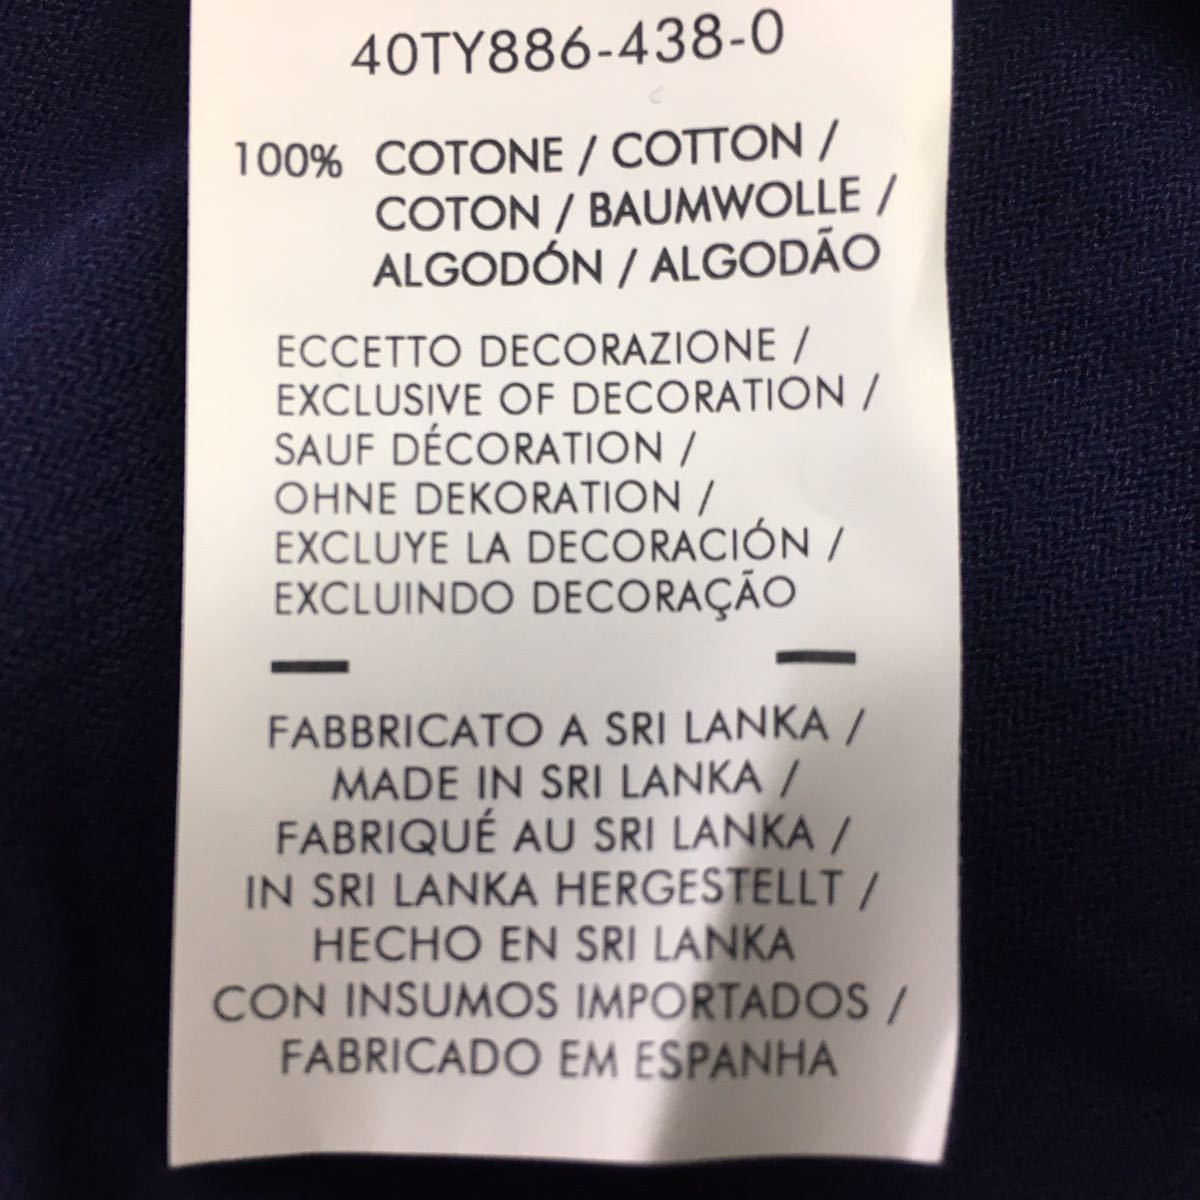 40TY886-438-0
100% COTONE / COTTON /
COTON / BAUMWOLLE /
ALGODÓN / ALGODÃO
ECCETTO DECORAZIONE /
EXCLUSIVE OF DECORATION /
SAUF DÉCORATION /
OHNE DEKORATION /
EXCLUYE LA DECORACIÓN /
EXCLUINDO DECORAÇÃO
FABBRICATO A SRI LANKA /
MADE IN SRI LANKA /
FABRIQUÉ AU SRI LANKA /
IN SRI LANKA HERGESTELLT /
HECHO EN SRI LANKA
CON INSUMOS IMPORTADOS /
FABRICADO EM ESPANHA